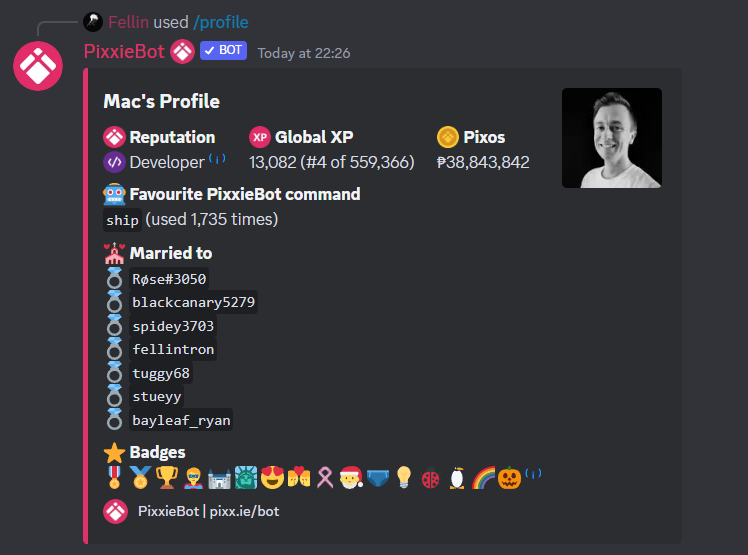 Fellin used /profile
PixxieBot BOT Today at 22:26
Mac's Profile
Reputation XP Global XP Pixos
Developer (i) 13,082 (#4 of 559,366) ₱38,843,842
Favourite PixxieBot command
ship (used 1,735 times)
Married to
Røse#3050
blackcanary5279
spidey3703
fellintron
tuggy68
stueyy
bayleaf_ryan
Badges
(i)
PixxieBot | pixx.ie/bot